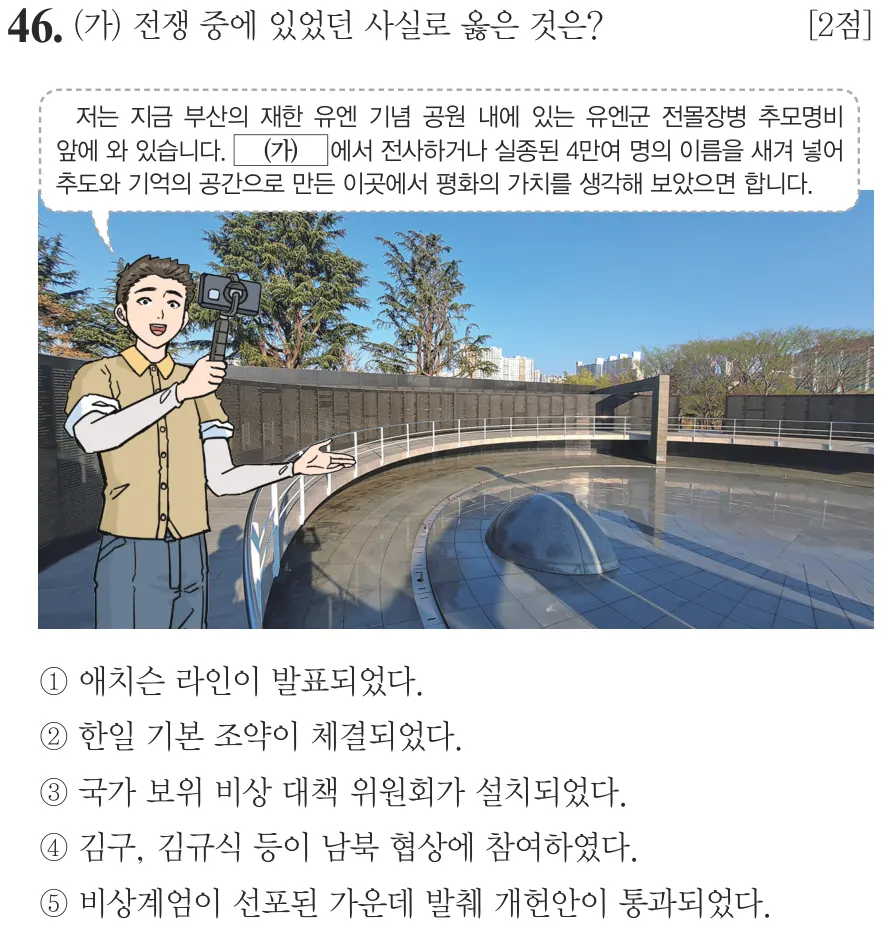 46. (가) 전쟁 중에 있었던 사실로 옳은 것은? [2점]
저는 지금 부산의 재한 유엔 기념 공원 내에 있는 유엔군 전몰장병 추모명비
앞에 와 있습니다. (가) 에서 전사하거나 실종된 4만여 명의 이름을 새겨 넣어
추도와 기억의 공간으로 만든 이곳에서 평화의 가치를 생각해 보았으면 합니다.
① 애치슨 라인이 발표되었다.
② 한일 기본 조약이 체결되었다.
③ 국가 보위 비상 대책 위원회가 설치되었다.
④ 김구, 김규식 등이 남북 협상에 참여하였다.
⑤ 비상계엄이 선포된 가운데 발췌 개헌안이 통과되었다.